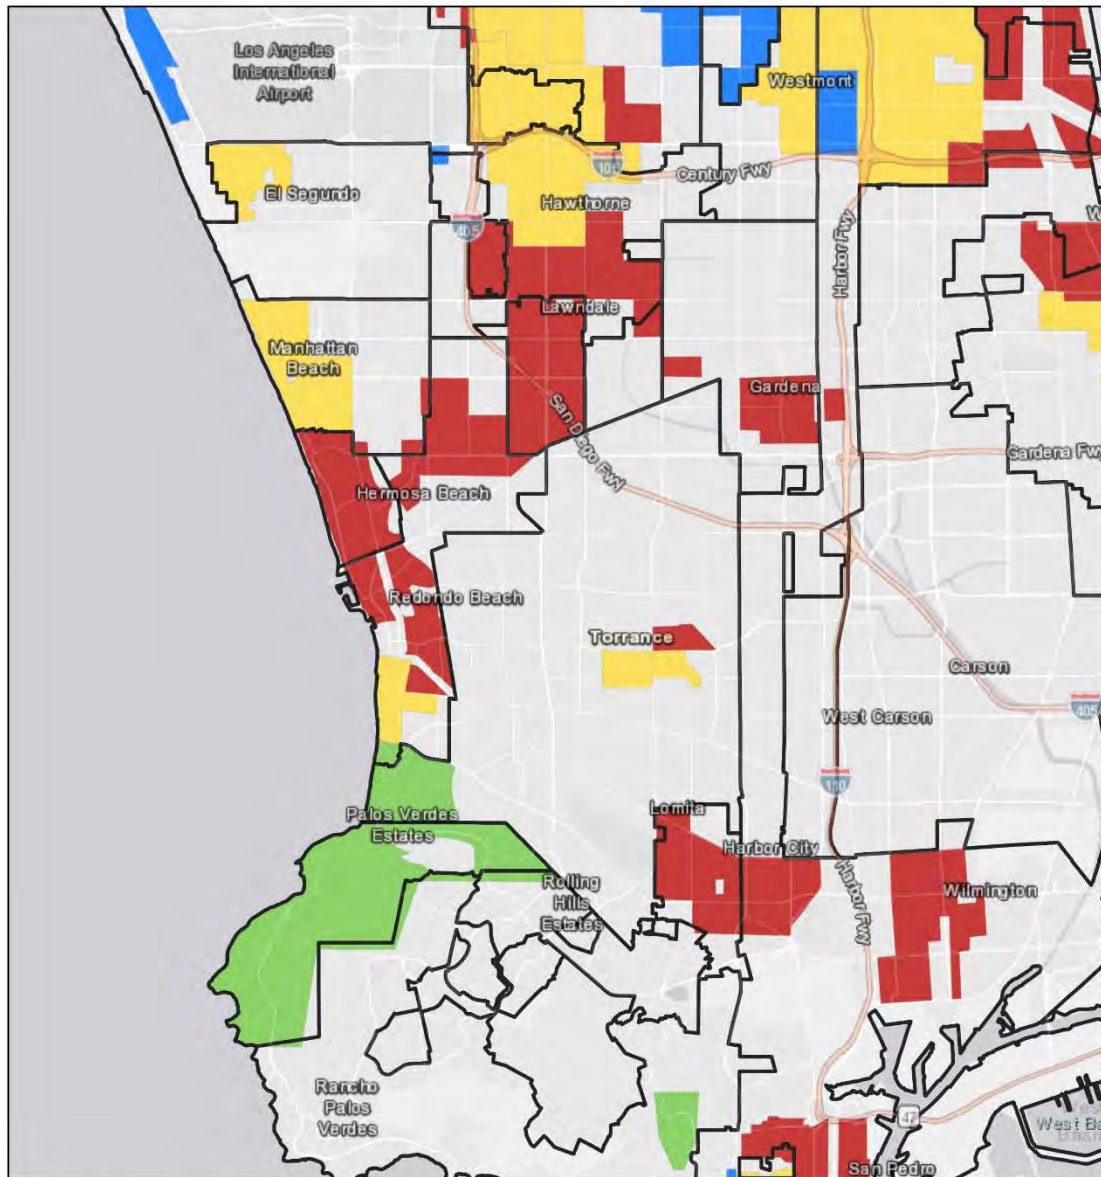 Los Angeles
International
Airport
Westmont
El Segundo
105
Century Fwy
Hawthorne
405
Harbor Fwy
W
Lawndale
Manhattan
Beach
Gardena
San Diego Fwy
Gardena Fwy
Hermosa Beach
Redondo Beach
Torrance
Carson
405
West Carson
110
Lomita
Palos Verdes
Estates
Harbor City
Rolling
Hills
Estates
Harbor Fwy
Wilmington
Rancho
Palos
Verdes
47
West Ba
San Pedro